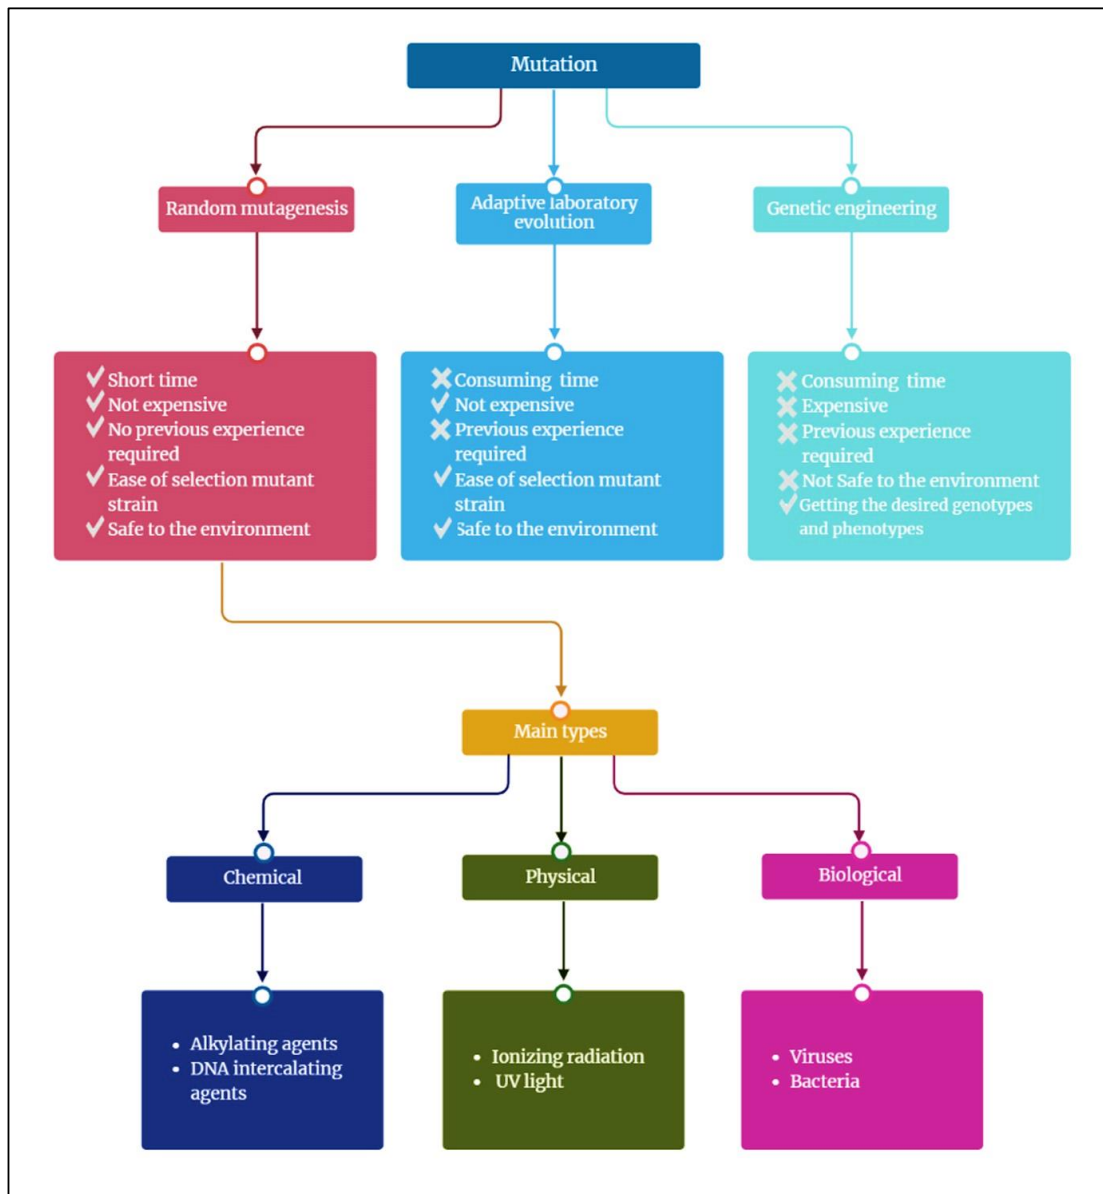 Mutation
Random mutagenesis
Adaptive laboratory
evolution
Genetic engineering
Short time
Not expensive
No previous experience
required
Ease of selection mutant
strain
Safe to the environment
Consuming time
Not expensive
Previous experience
required
Ease of selection mutant
strain
Safe to the environment
Consuming time
Expensive
Previous experience
required
Not Safe to the environment
Getting the desired genotypes
and phenotypes
Main types
Chemical
Physical
Biological
• Alkylating agents
• DNA intercalating
agents
• Ionizing radiation
• UV light
• Viruses
• Bacteria